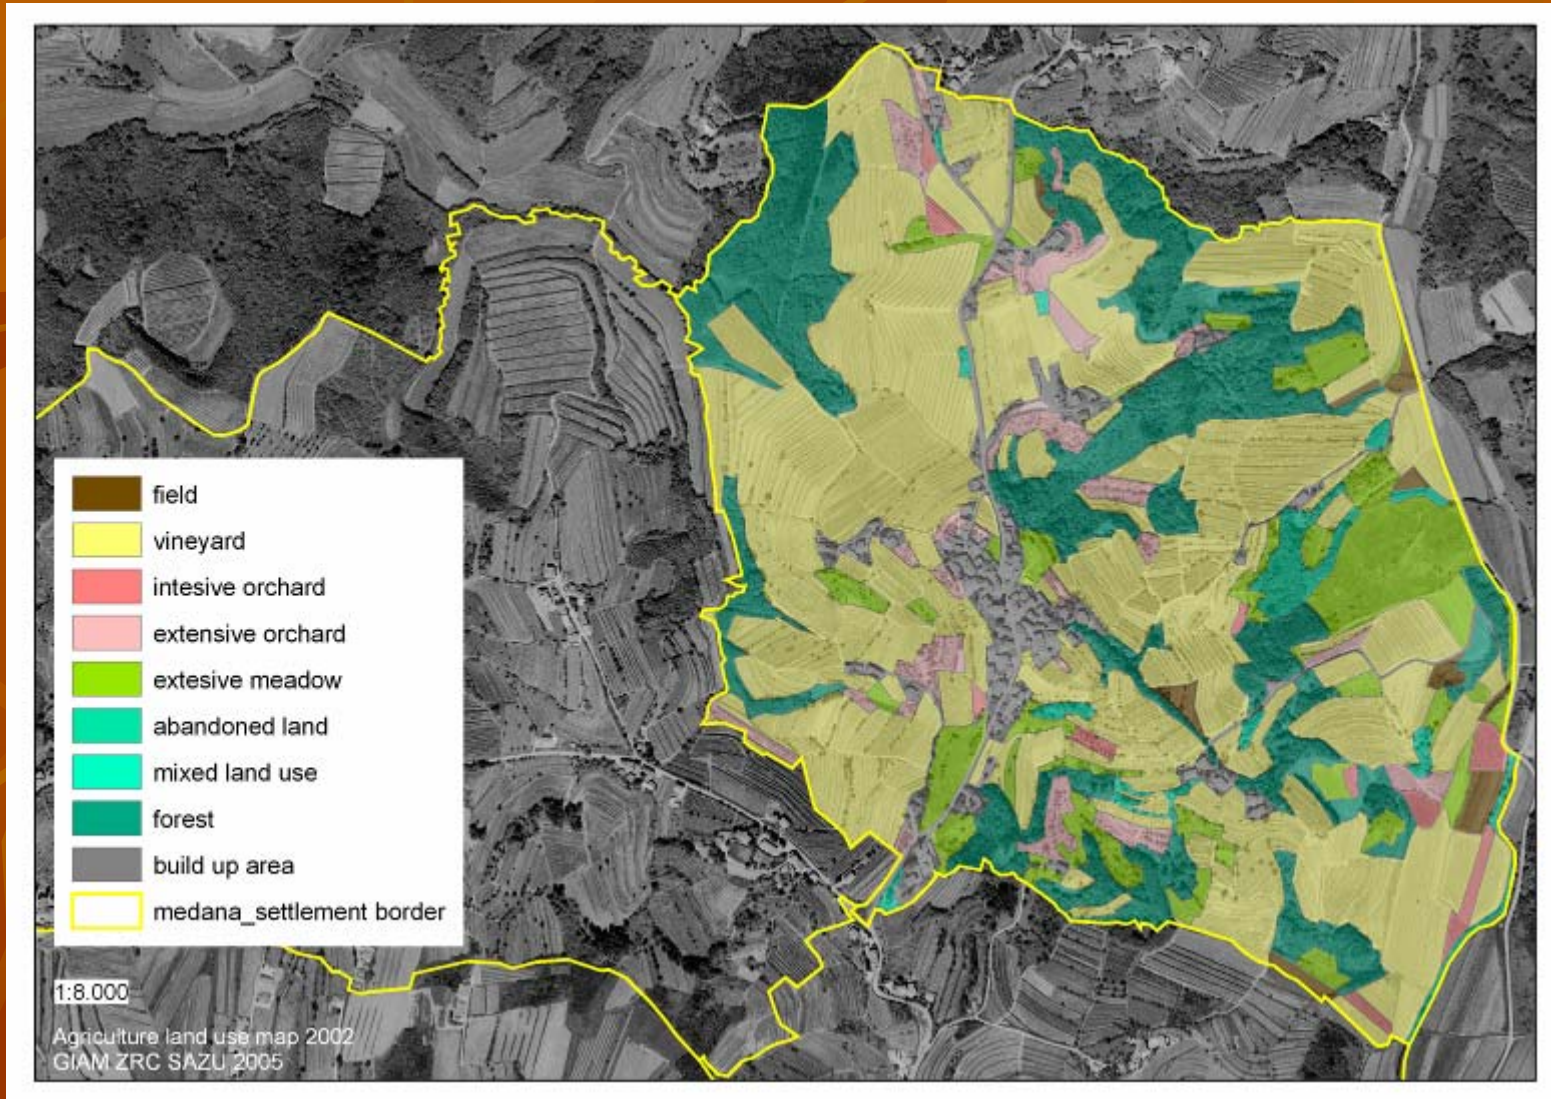 field
vineyard
intesive orchard
extensive orchard
extesive meadow
abandoned land
mixed land use
forest
build up area
medana_settlement border
1:8.000
Agriculture land use map 2002
GIAM ZRC SAZU 2005